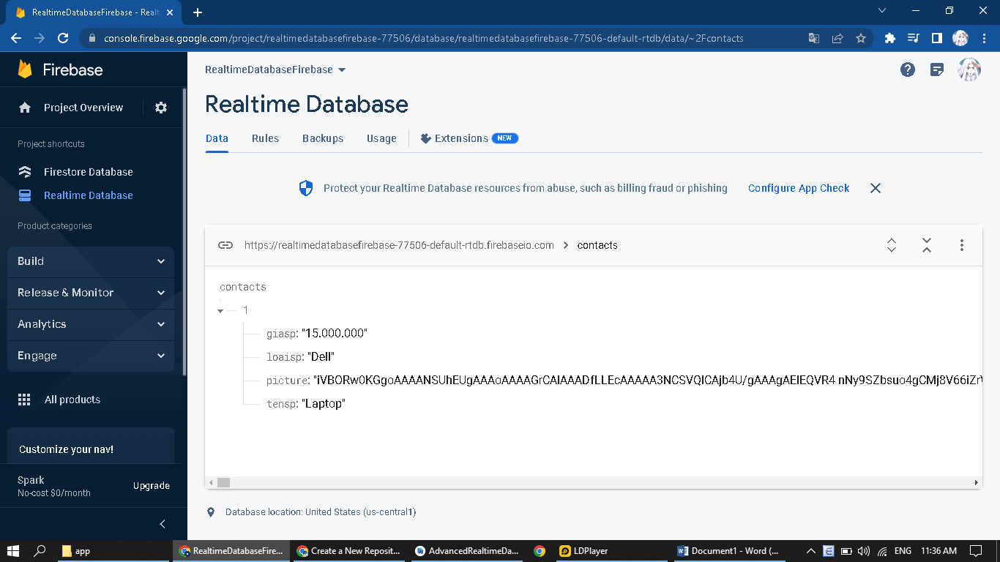 RealtimeDatabaseFirebase - Realt
console.firebase.google.com/project/realtimedatabasefirebase-77506/database/realtimedatabasefirebase-77506-default-rtdb/data/~2Fcontacts
Firebase
RealtimeDatabaseFirebase
Project Overview
Realtime Database
Data Rules Backups Usage Extensions NEW
Project shortcuts
Firestore Database
Realtime Database
Protect your Realtime Database resources from abuse, such as billing fraud or phishing Configure App Check
Product categories
Build
Release & Monitor
Analytics
Engage
All products
Customize your nav!
Spark
No-cost $0/month
Upgrade
https://realtimedatabasefirebase-77506-default-rtdb.firebaseio.com > contacts
contacts
1
giasp: "15.000.000"
loaisp: "Dell"
picture: "iVBORw0KGgoAAAANSUhEUgAAAoAAAAGrCAIAAADfLLEcAAAAA3NCSVQICAjb4U/gAAAgAElEQVR4 nNy9SZbsuo4gCMj8V66iZr
tensp: "Laptop"
Database location: United States (us-central1)
app
RealtimeDatabaseFire...
Create a New Reposit...
AdvancedRealtimeDa...
LDPlayer
Document1 - Word (...
ENG
11:36 AM